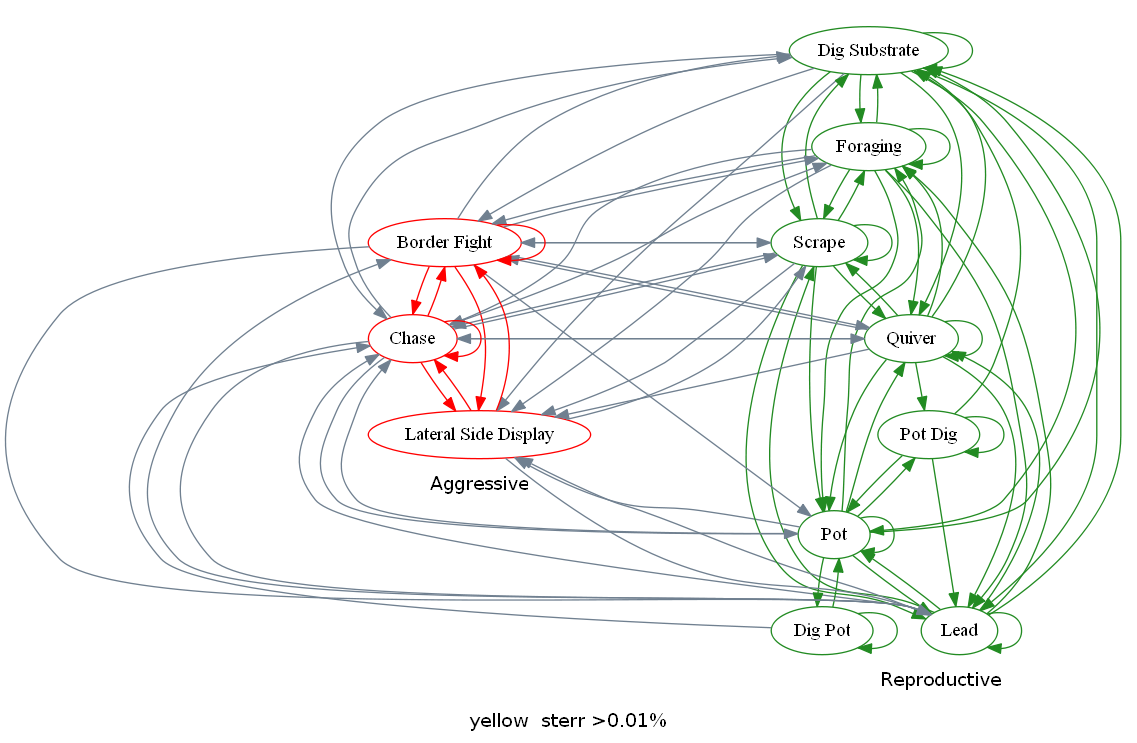 Dig Substrate
Foraging
Border Fight
Scrape
Chase
Quiver
Lateral Side Display
Pot Dig
Aggressive
Pot
Dig Pot
Lead
Reproductive
yellow  sterr >0.01%